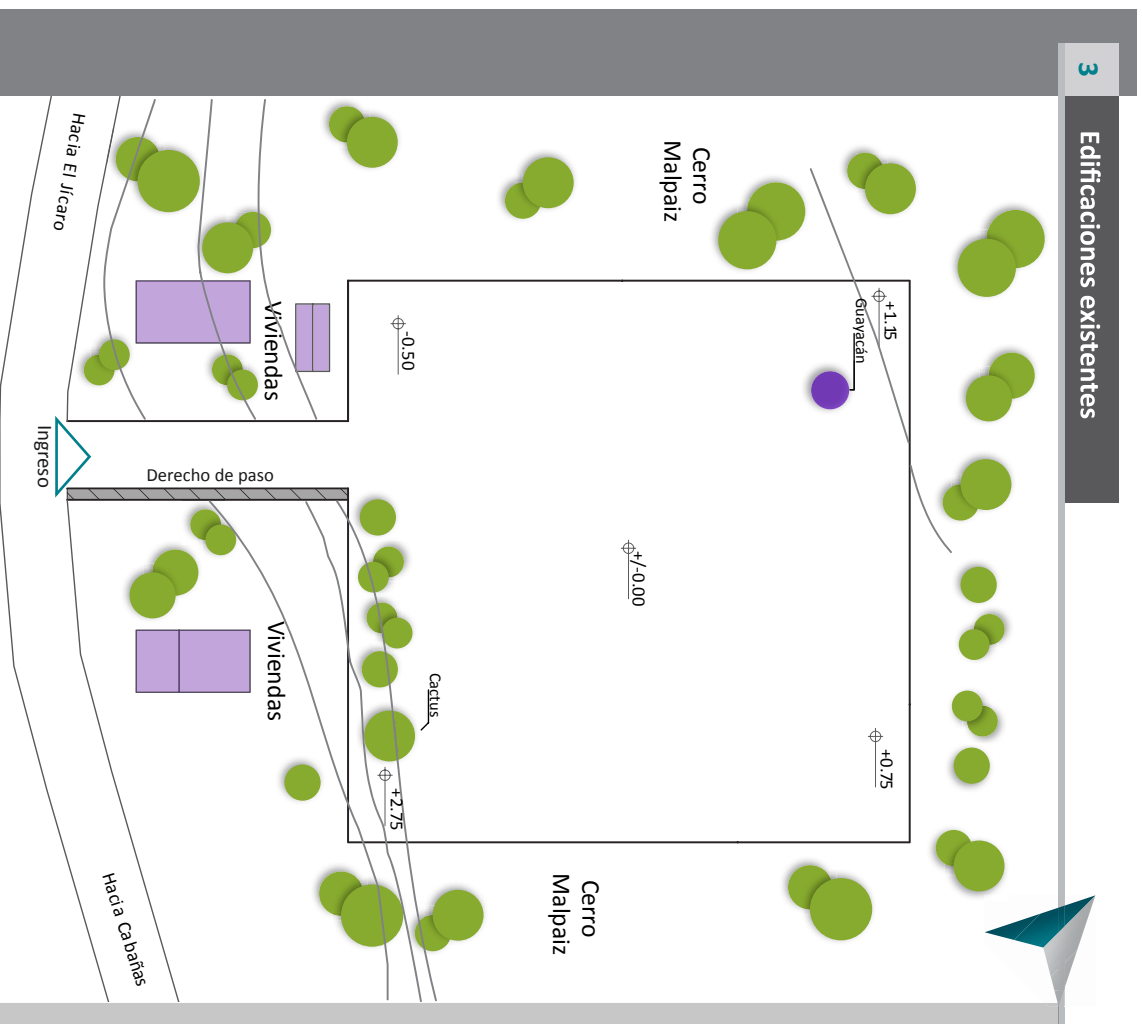 3
Edificaciones existentes
Cerro
Malpaiz
+1.15
Guayacán
-0.50
Hacia El Jícaro
Viviendas
Ingreso
Derecho de paso
+/-0.00
+0.75
Cactus
+2.75
Viviendas
Cerro
Malpaiz
Hacia Cabañas